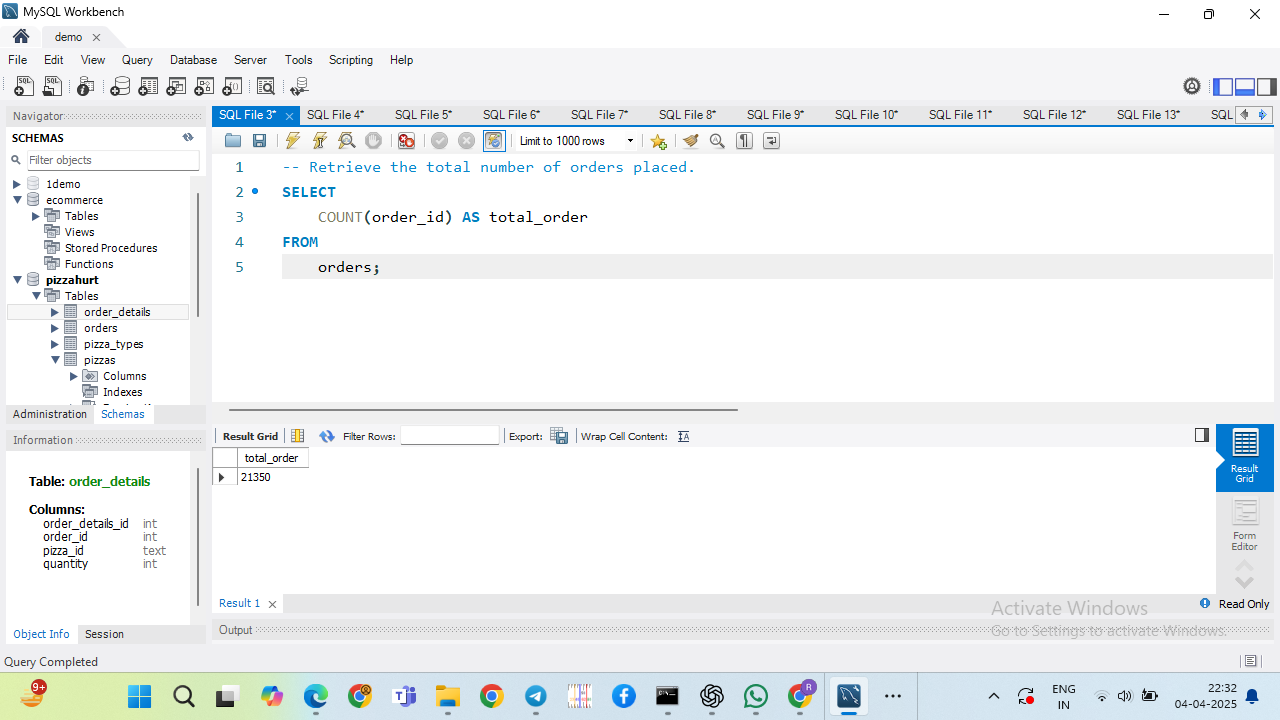 MySQL Workbench
demo
File Edit View Query Database Server Tools Scripting Help
Navigator
SCHEMAS
Filter objects
1demo
ecommerce
Tables
Views
Stored Procedures
Functions
pizzahurt
Tables
order_details
orders
pizza_types
pizzas
Columns
Indexes
Administration Schemas
Information
Table: order_details
Columns:
order_details_id int
order_id int
pizza_id text
quantity int
Object Info Session
SQL File 3* SQL File 4* SQL File 5* SQL File 6* SQL File 7* SQL File 8* SQL File 9* SQL File 10* SQL File 11* SQL File 12* SQL File 13* SQL
Limit to 1000 rows
1 -- Retrieve the total number of orders placed.
2 SELECT
3 COUNT(order_id) AS total_order
4 FROM
5 orders;
Result Grid Filter Rows: Export: Wrap Cell Content:
total_order
21350
Result Grid
Form Editor
Result 1
Read Only
Output
Activate Windows
Go to Settings to activate Windows.
Query Completed
9+
R
ENG
IN
22:32
04-04-2025